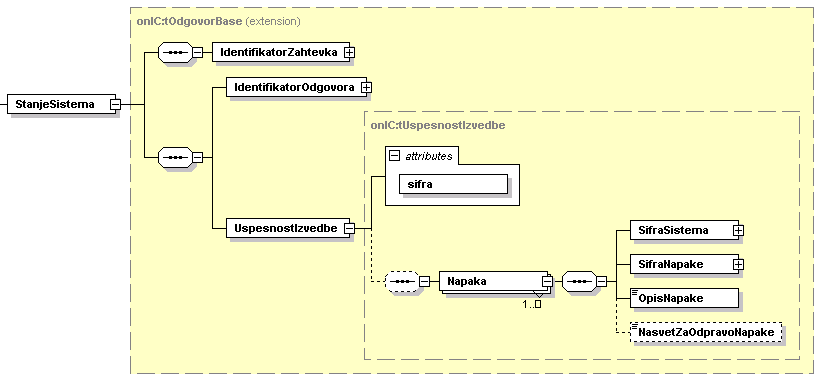 onIC:tOdgovorBase (extension)
IdentifikatorZahtevka
IdentifikatorOdgovora
StanjeSistema
onIC:tUspesnostIzvedbe
attributes
sifra
UspesnostIzvedbe
SifraSistema
SifraNapake
Napaka
OpisNapake
1..□
NasvetZaOdpravoNapake